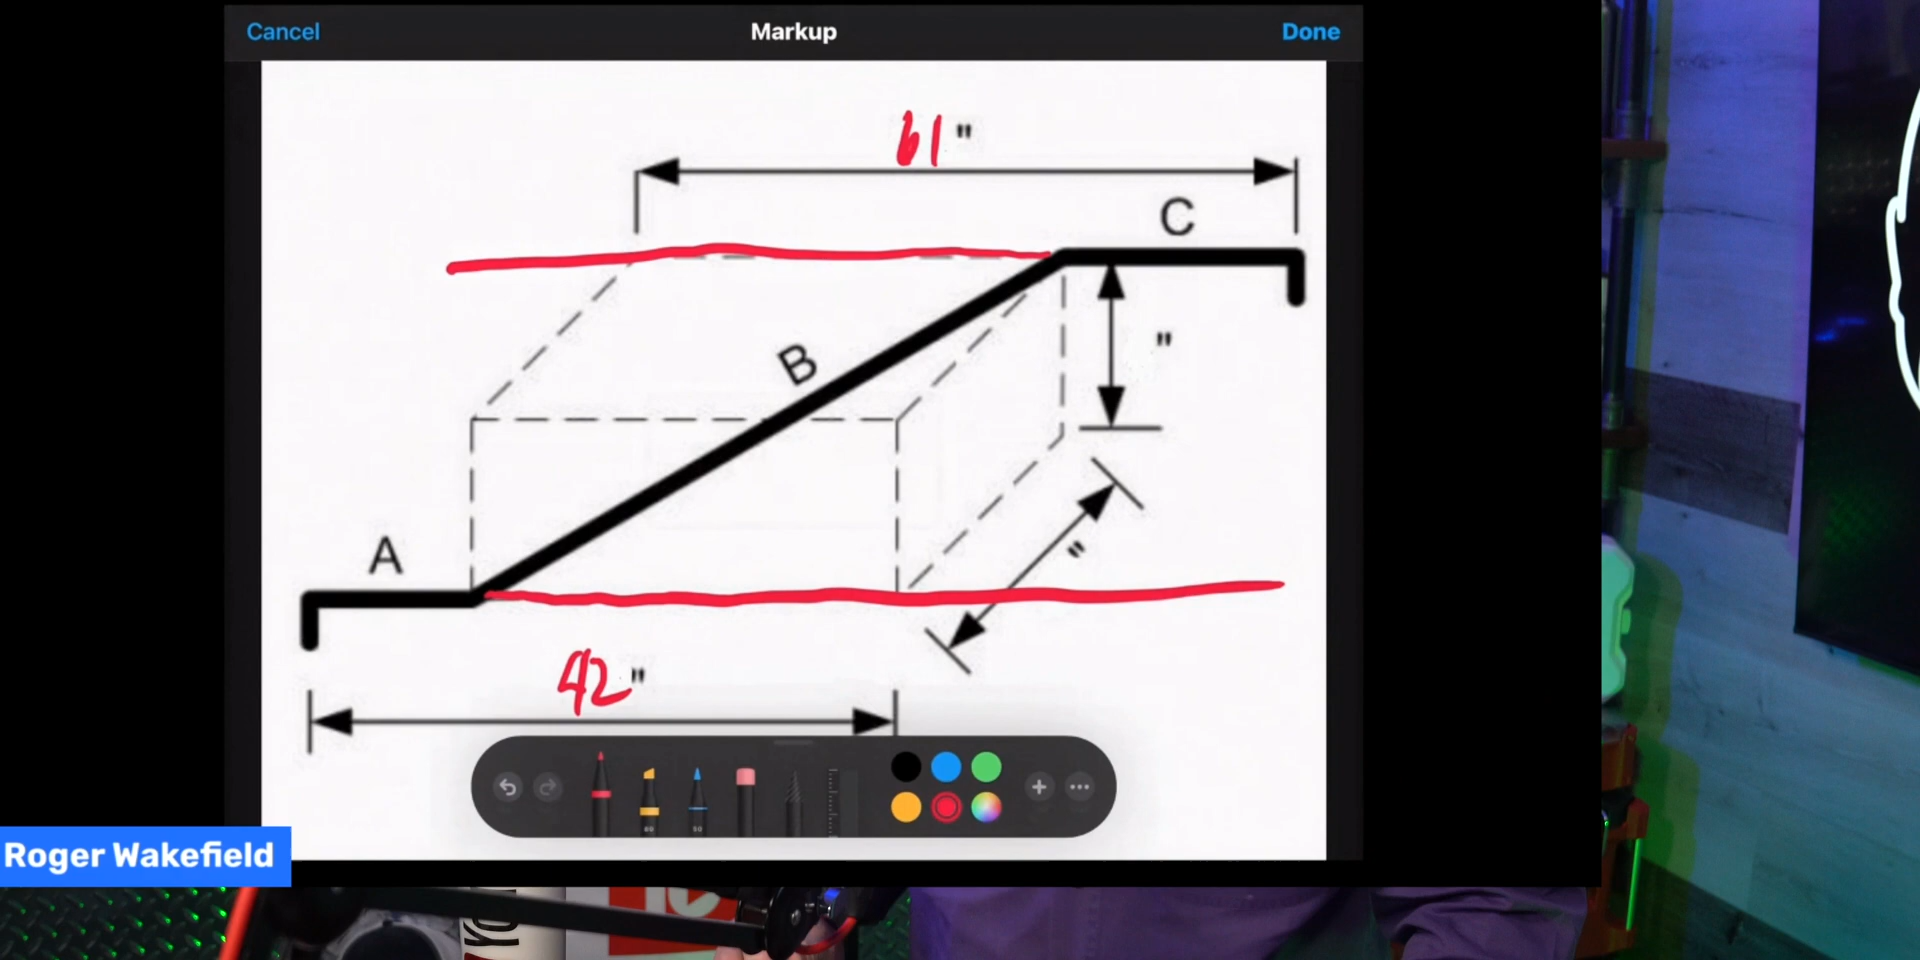 Cancel
Markup
Done
61"
C
"
B
"
A
42"
Roger Wakefield